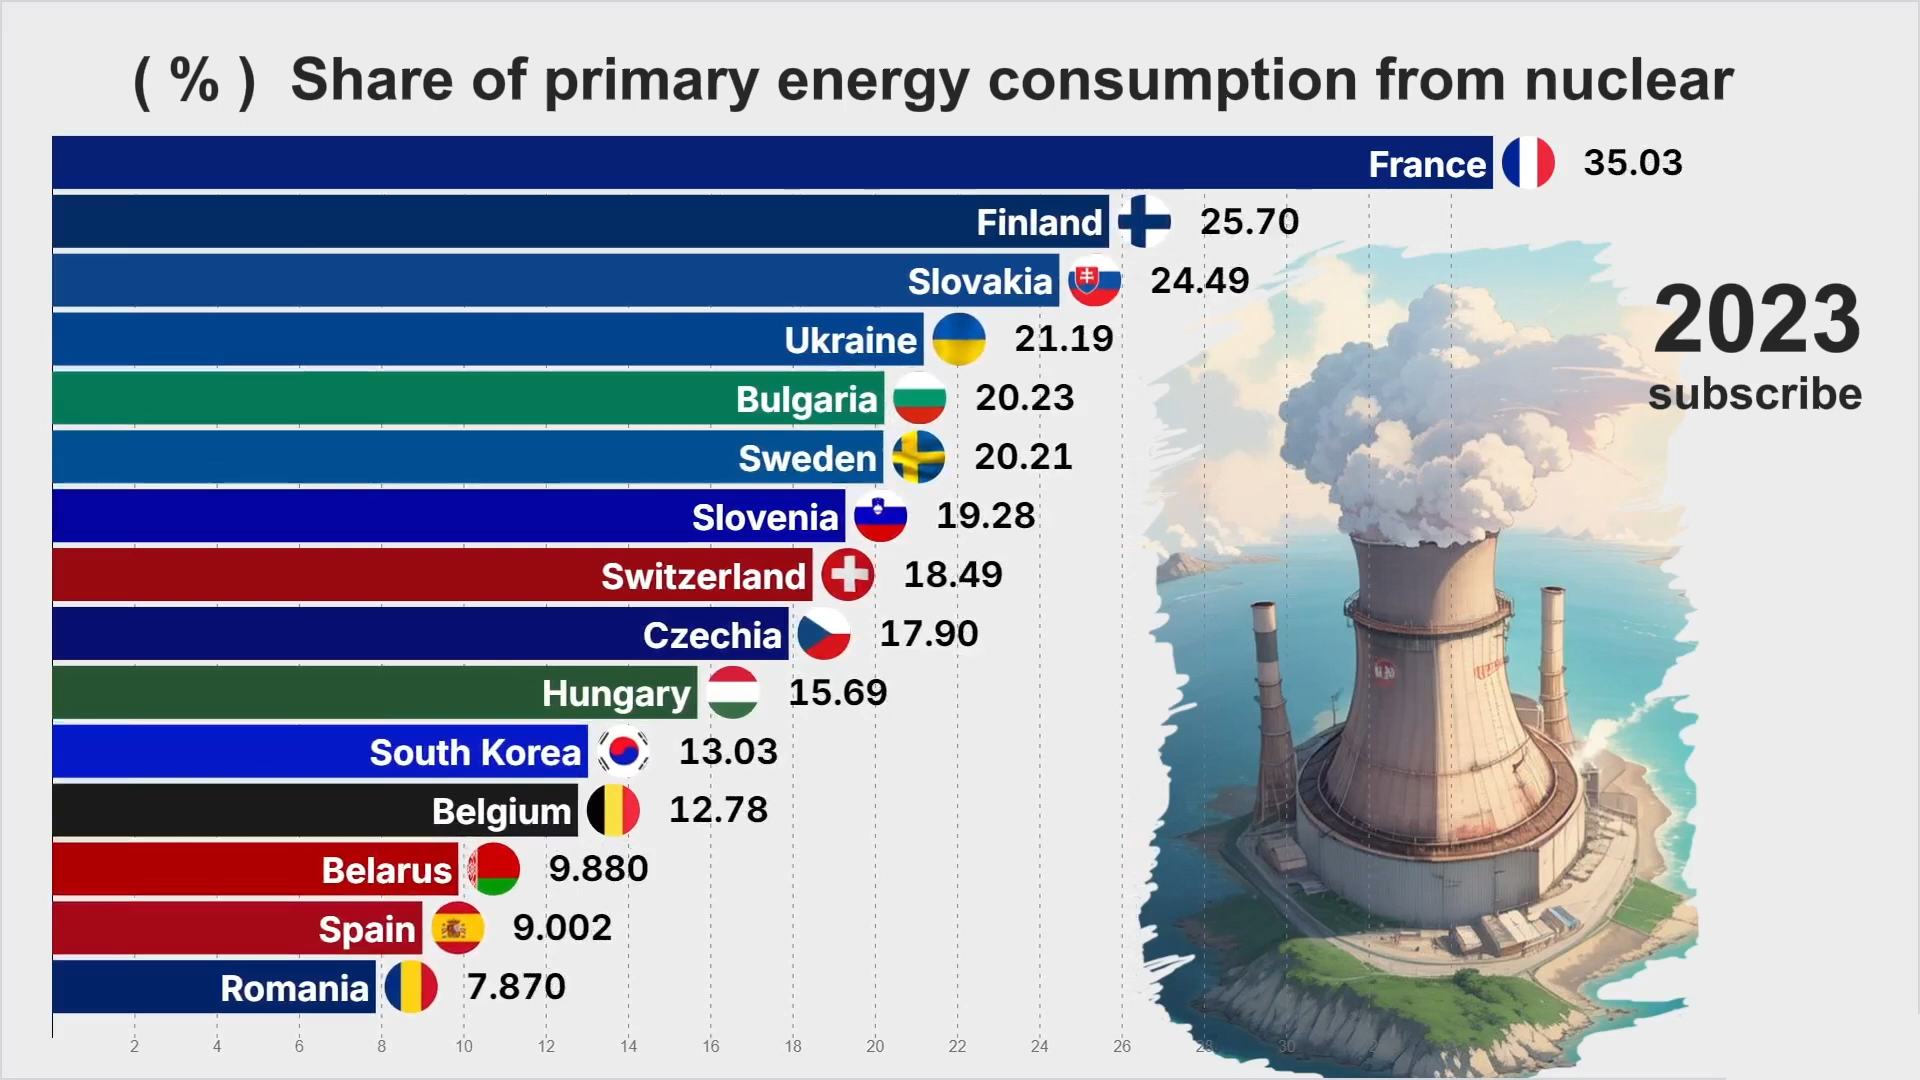 ( % ) Share of primary energy consumption from nuclear
France 35.03
Finland 25.70
Slovakia 24.49
Ukraine 21.19
Bulgaria 20.23
Sweden 20.21
Slovenia 19.28
Switzerland 18.49
Czechia 17.90
Hungary 15.69
South Korea 13.03
Belgium 12.78
Belarus 9.880
Spain 9.002
Romania 7.870
2023
subscribe
2 4 6 8 10 12 14 16 18 20 22 24 26 28 30